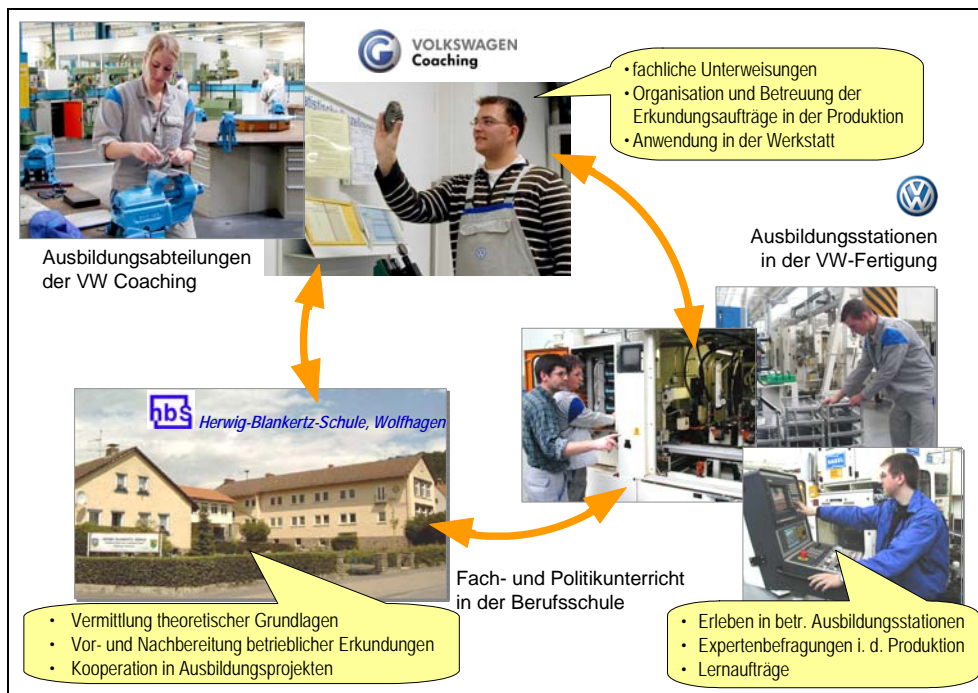 VOLKSWAGEN
Coaching
• fachliche Unterweisungen
• Organisation und Betreuung der
Erkundungsaufträge in der Produktion
• Anwendung in der Werkstatt
Ausbildungsabteilungen
der VW Coaching
Ausbildungsstationen
in der VW-Fertigung
hbs
Herwig-Blankertz-Schule, Wolfhagen
Fach- und Politikunterricht
in der Berufsschule
• Vermittlung theoretischer Grundlagen
• Vor- und Nachbereitung betrieblicher Erkundungen
• Kooperation in Ausbildungsprojekten
• Erleben in betr. Ausbildungsstationen
• Expertenbefragungen i. d. Produktion
• Lernaufträge